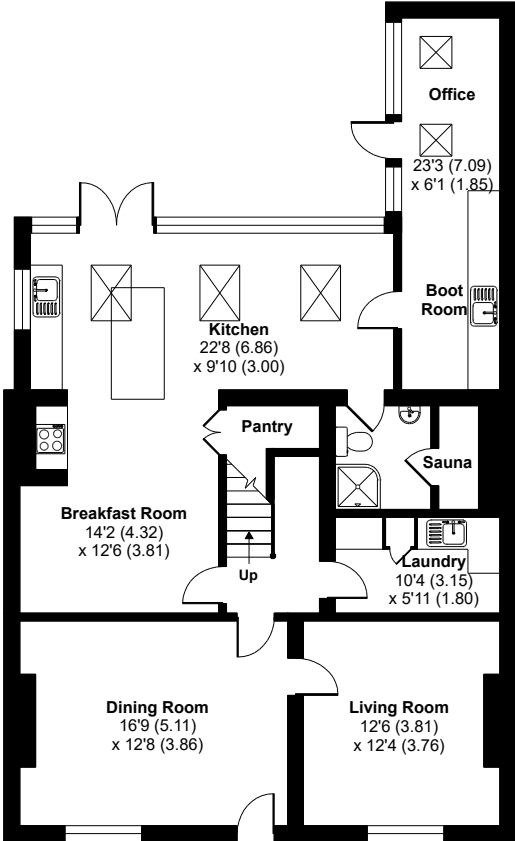 Office
23'3 (7.09)
x 6'1 (1.85)
Boot
Room
Kitchen
22'8 (6.86)
x 9'10 (3.00)
Pantry
Sauna
Breakfast Room
14'2 (4.32)
x 12'6 (3.81)
Up
Laundry
10'4 (3.15)
x 5'11 (1.80)
Dining Room
16'9 (5.11)
x 12'8 (3.86)
Living Room
12'6 (3.81)
x 12'4 (3.76)